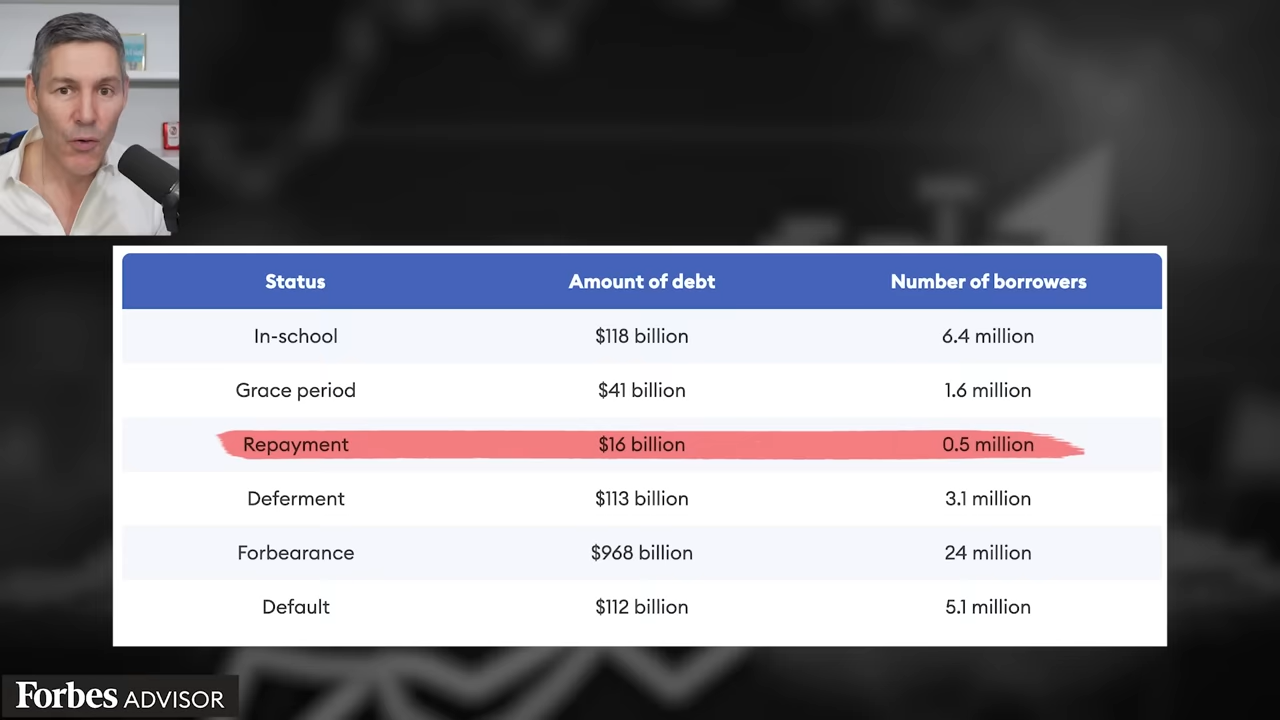 Status Amount of debt Number of borrowers
In-school $118 billion 6.4 million
Grace period $41 billion 1.6 million
Repayment $16 billion 0.5 million
Deferment $113 billion 3.1 million
Forbearance $968 billion 24 million
Default $112 billion 5.1 million
Forbes ADVISOR